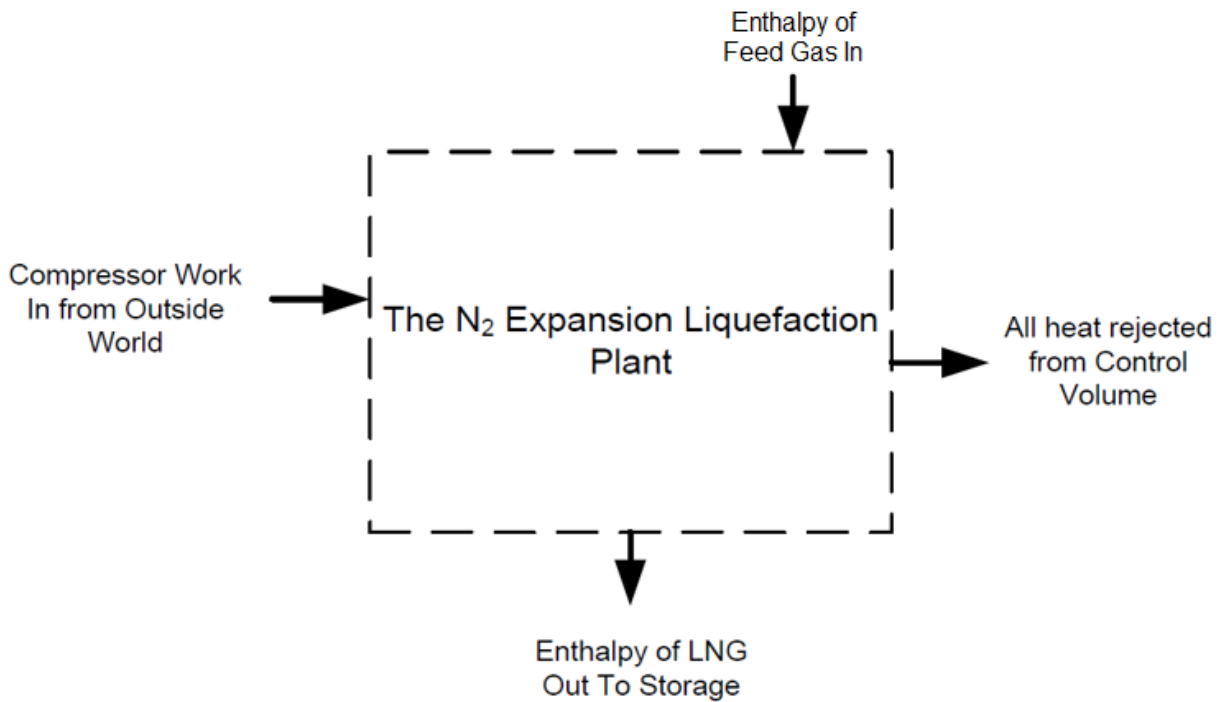 Enthalpy of
Feed Gas In
Compressor Work
In from Outside
World
The N₂ Expansion Liquefaction
Plant
All heat rejected
from Control
Volume
Enthalpy of LNG
Out To Storage